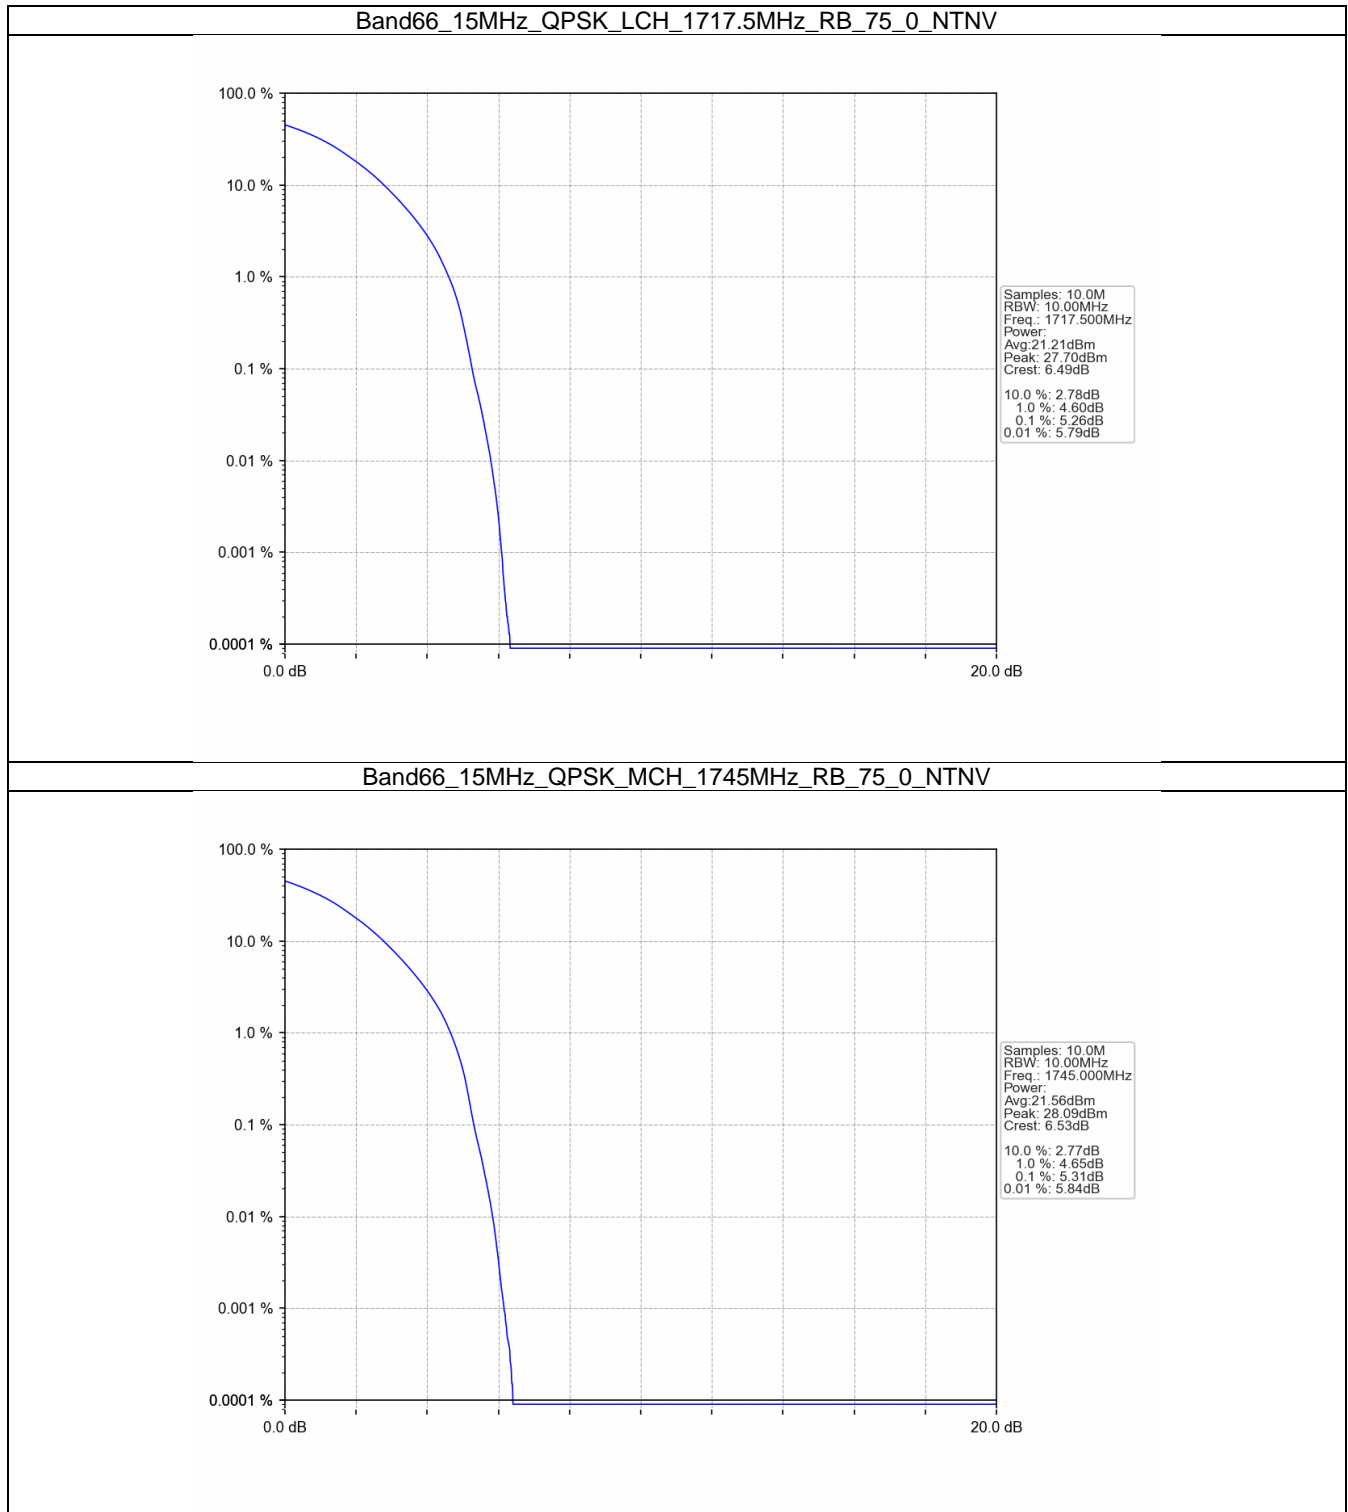 Band66_15MHz_QPSK_LCH_1717.5MHz_RB_75_0_NTNV
100.0 %
10.0 %
1.0 %
0.1 %
0.01 %
0.001 %
0.0001 %
0.0 dB
20.0 dB
Samples: 10.0M
RBW: 10.00MHz
Freq.: 1717.500MHz
Power:
Avg:21.21dBm
Peak: 27.70dBm
Crest: 6.49dB
10.0 %: 2.78dB
1.0 %: 4.60dB
0.1 %: 5.26dB
0.01 %: 5.79dB
Band66_15MHz_QPSK_MCH_1745MHz_RB_75_0_NTNV
100.0 %
10.0 %
1.0 %
0.1 %
0.01 %
0.001 %
0.0001 %
0.0 dB
20.0 dB
Samples: 10.0M
RBW: 10.00MHz
Freq.: 1745.000MHz
Power:
Avg:21.56dBm
Peak: 28.09dBm
Crest: 6.53dB
10.0 %: 2.77dB
1.0 %: 4.65dB
0.1 %: 5.31dB
0.01 %: 5.84dB